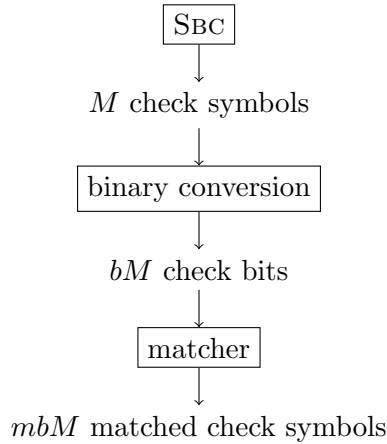 SBC
M check symbols
binary conversion
bM check bits
matcher
mbM matched check symbols